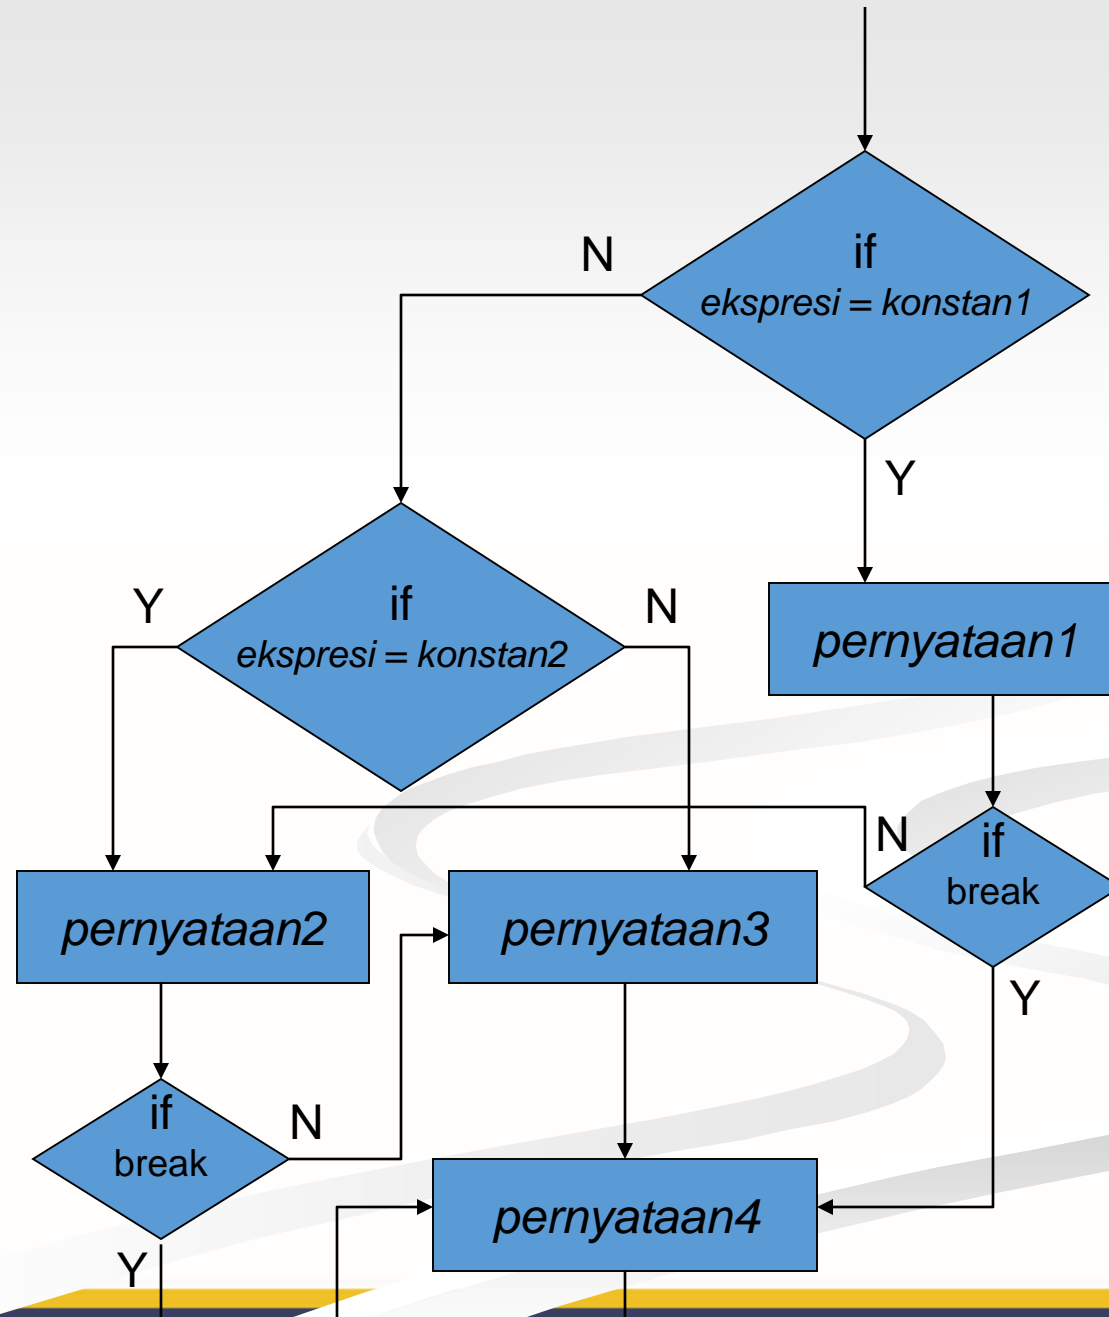 N
if
ekspresi = konstan1
Y
Y
if
N
ekspresi = konstan2
pernyataan1
N
if
break
pernyataan2
pernyataan3
Y
if
N
break
pernyataan4
Y